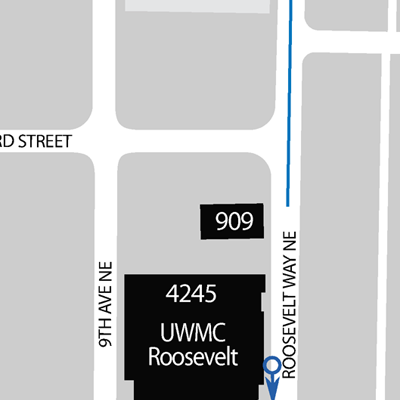 RD STREET
909
9TH AVE NE
ROOSEVELT WAY NE
4245
UWMC
Roosevelt